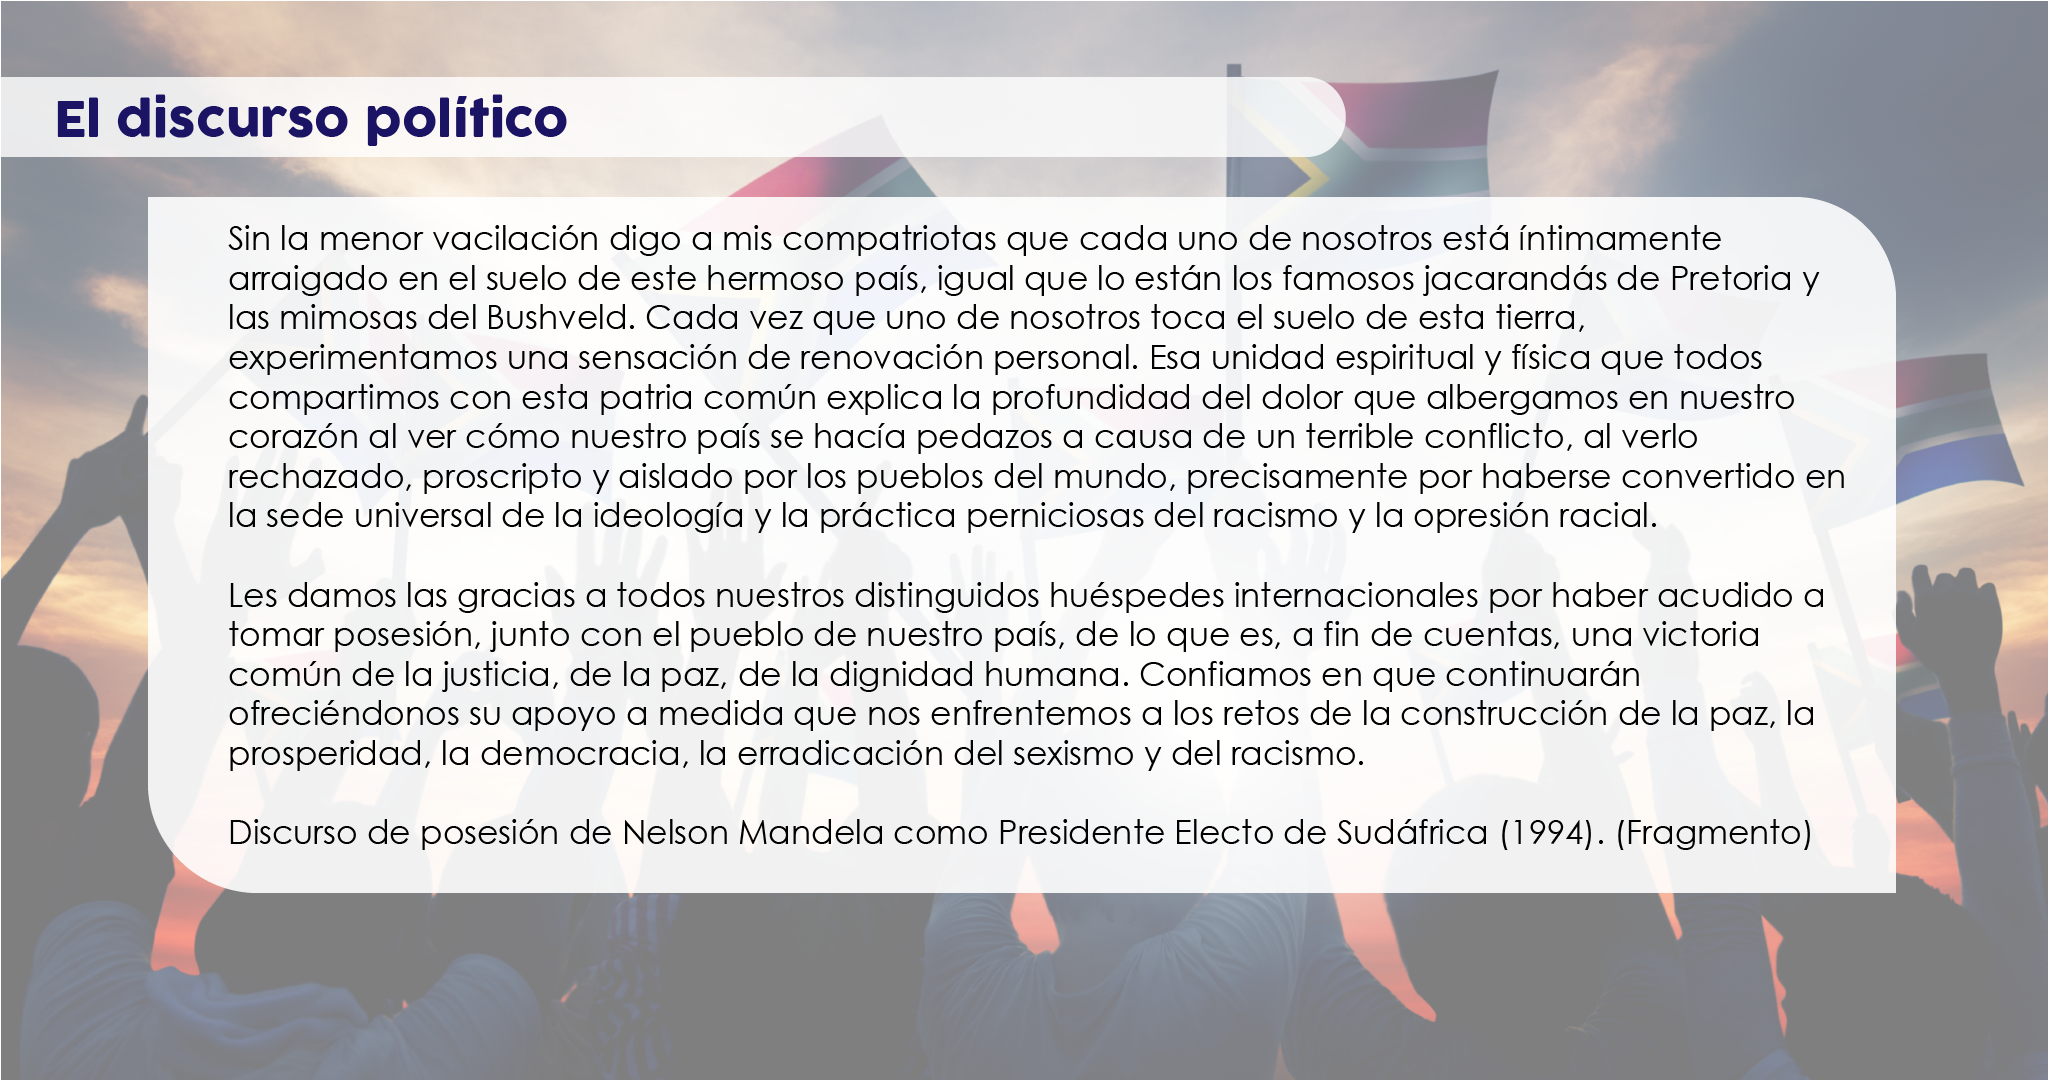 El discurso político
Sin la menor vacilación digo a mis compatriotas que cada uno de nosotros está íntimamente
arraigado en el suelo de este hermoso país, igual que lo están los famosos jacarandás de Pretoria y
las mimosas del Bushveld. Cada vez que uno de nosotros toca el suelo de esta tierra,
experimentamos una sensación de renovación personal. Esa unidad espiritual y física que todos
compartimos con esta patria común explica la profundidad del dolor que albergamos en nuestro
corazón al ver cómo nuestro país se hacía pedazos a causa de un terrible conflicto, al verlo
rechazado, proscripto y aislado por los pueblos del mundo, precisamente por haberse convertido en
la sede universal de la ideología y la práctica perniciosas del racismo y la opresión racial.
Les damos las gracias a todos nuestros distinguidos huéspedes internacionales por haber acudido a
tomar posesión, junto con el pueblo de nuestro país, de lo que es, a fin de cuentas, una victoria
común de la justicia, de la paz, de la dignidad humana. Confiamos en que continuarán
ofreciéndonos su apoyo a medida que nos enfrentemos a los retos de la construcción de la paz, la
prosperidad, la democracia, la erradicación del sexismo y del racismo.
Discurso de posesión de Nelson Mandela como Presidente Electo de Sudáfrica (1994). (Fragmento)